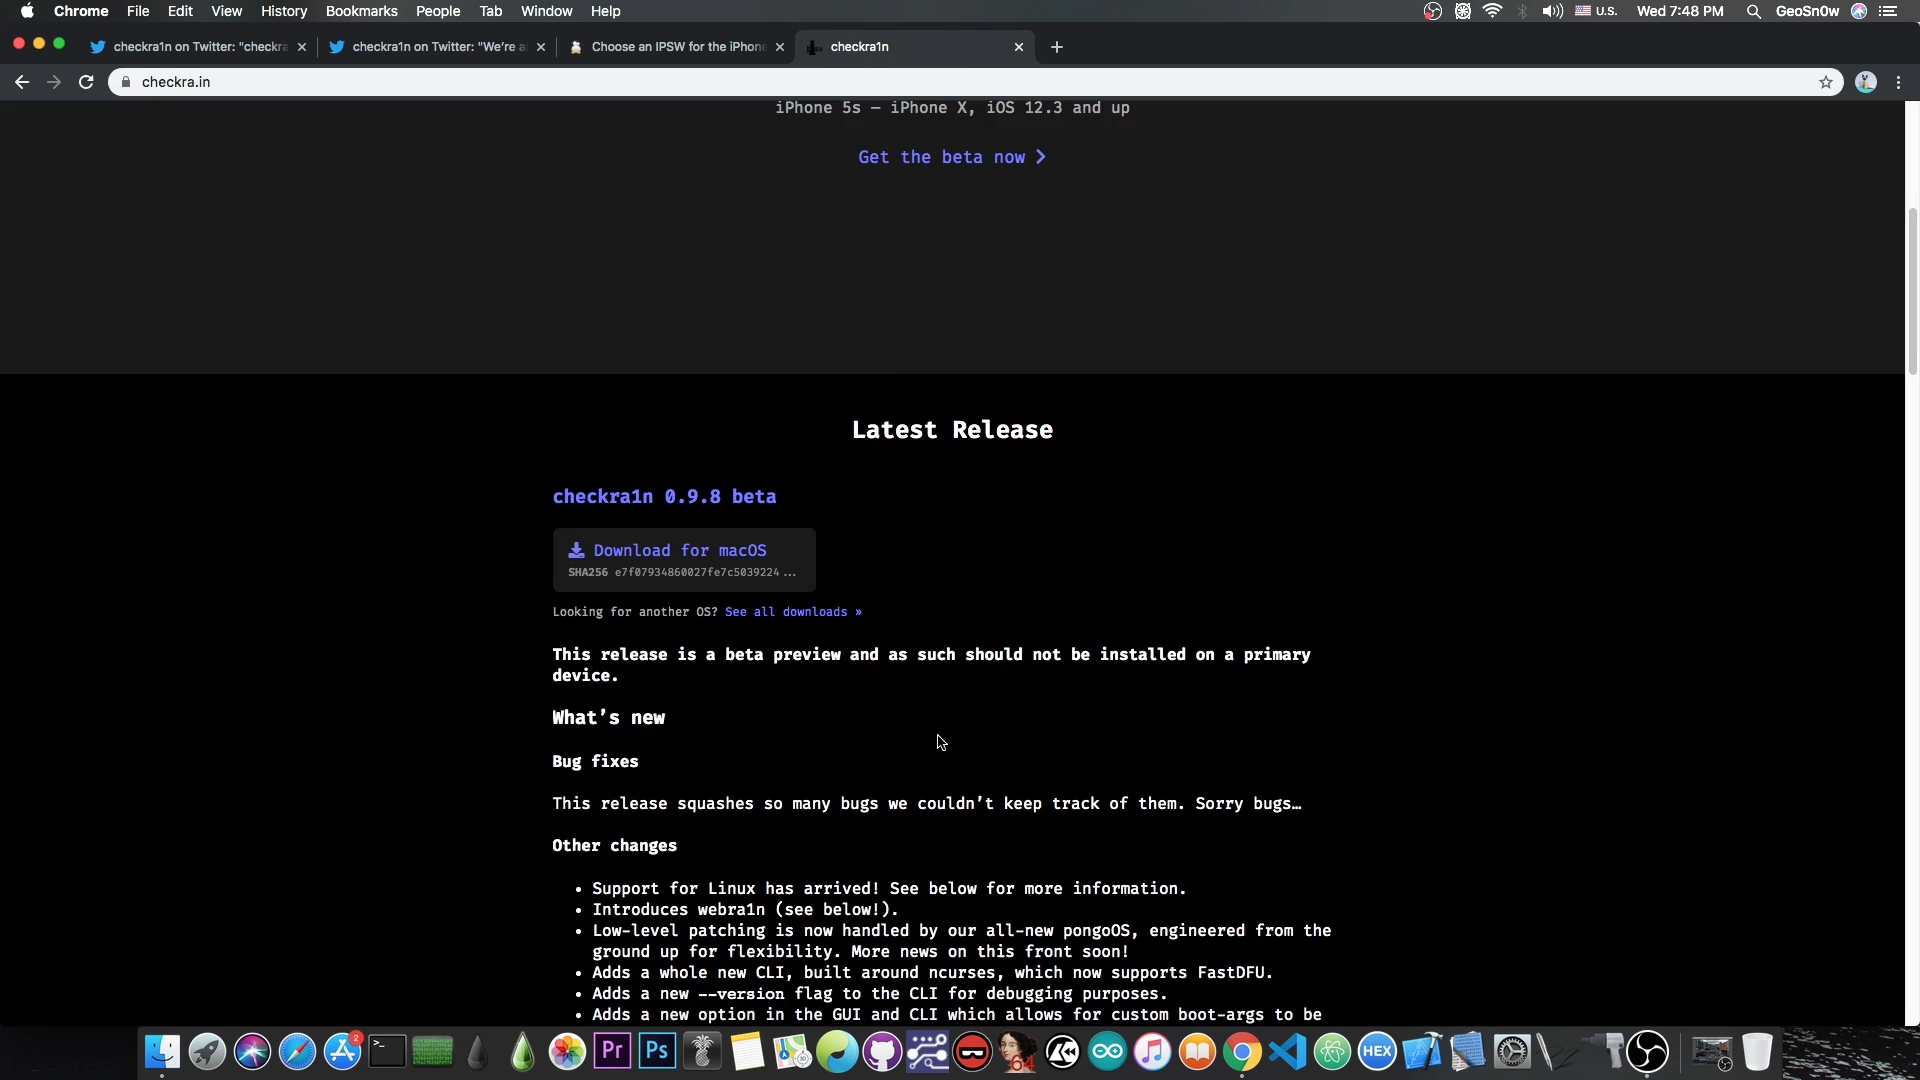 Chrome File Edit View History Bookmarks People Tab Window Help U.S. Wed 7:48 PM GeoSn0w
checkra1n on Twitter: "checkra checkra1n on Twitter: "We're a Choose an IPSW for the iPhone checkra1n
checkra.in
iPhone 5s – iPhone X, iOS 12.3 and up
Get the beta now
Latest Release
checkra1n 0.9.8 beta
Download for macOS
SHA256 e7f07934860027fe7c5039224 ...
Looking for another OS? See all downloads »
This release is a beta preview and as such should not be installed on a primary
device.
What’s new
Bug fixes
This release squashes so many bugs we couldn’t keep track of them. Sorry bugs…
Other changes
• Support for Linux has arrived! See below for more information.
• Introduces webra1n (see below!).
• Low-level patching is now handled by our all-new pongoOS, engineered from the
ground up for flexibility. More news on this front soon!
• Adds a whole new CLI, built around ncurses, which now supports FastDFU.
• Adds a new --version flag to the CLI for debugging purposes.
• Adds a new option in the GUI and CLI which allows for custom boot-args to be
2 Pr Ps 64 HEX